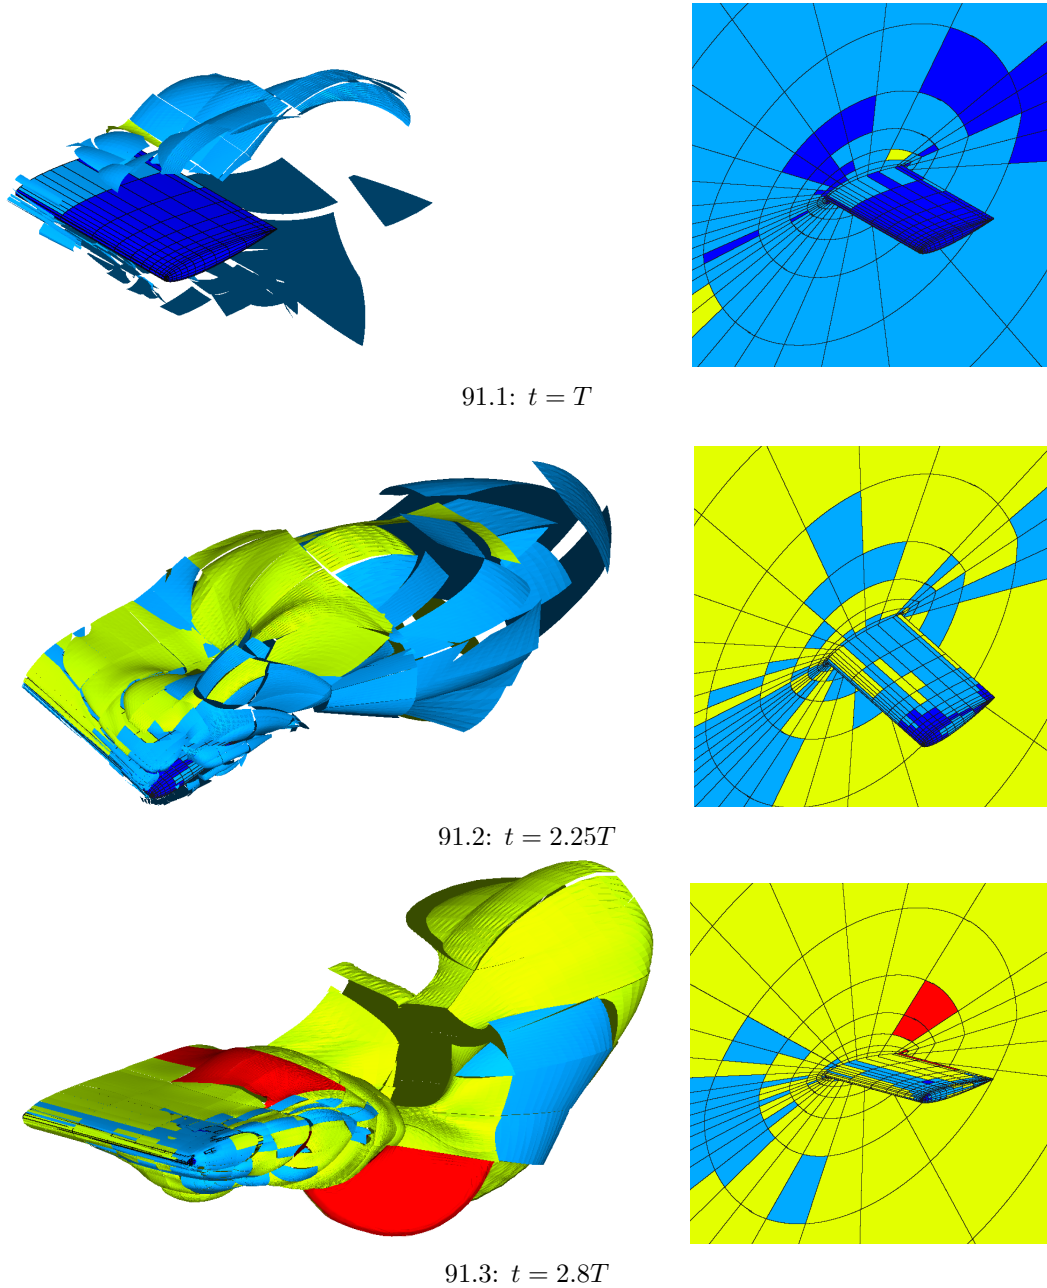 91.1: t = T
91.2: t = 2.25T
91.3: t = 2.8T